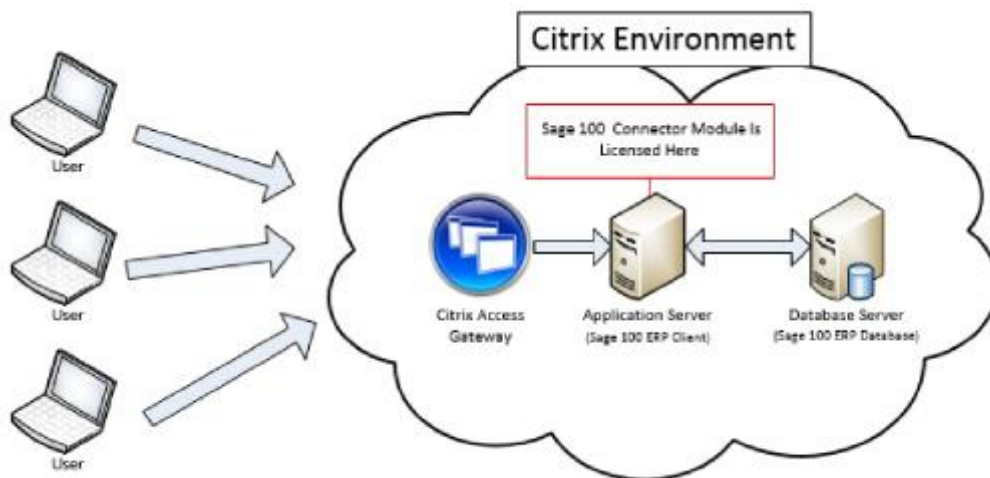 Citrix Environment
Sage 100 Connector Module Is
Licensed Here
User
User
User
Citrix Access
Gateway
Application Server
(Sage 100 ERP Client)
Database Server
(Sage 100 ERP Database)